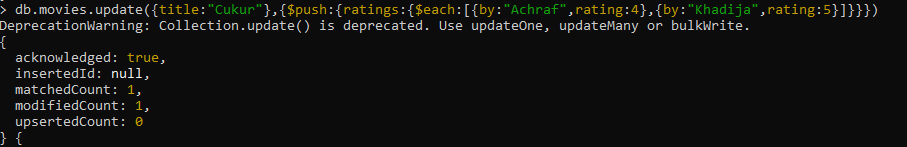 > db.movies.update({title:"Cukur"},{$push:{ratings:{$each:[{by:"Achraf",rating:4},{by:"Khadija",rating:5}]}}})
DeprecationWarning: Collection.update() is deprecated. Use updateOne, updateMany or bulkWrite.
{
  acknowledged: true,
  insertedId: null,
  matchedCount: 1,
  modifiedCount: 1,
  upsertedCount: 0
} {